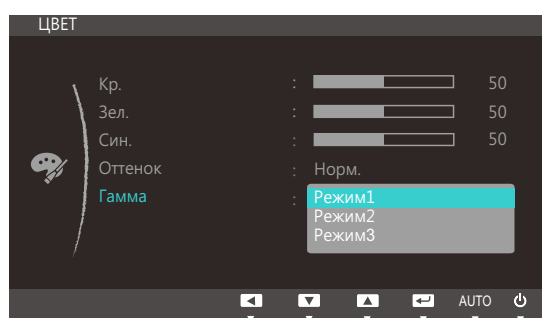 ЦВЕТ
Кр. : 50
Зел. : 50
Син. : 50
Оттенок : Норм.
Гамма : Режим1
Режим2
Режим3
AUTO